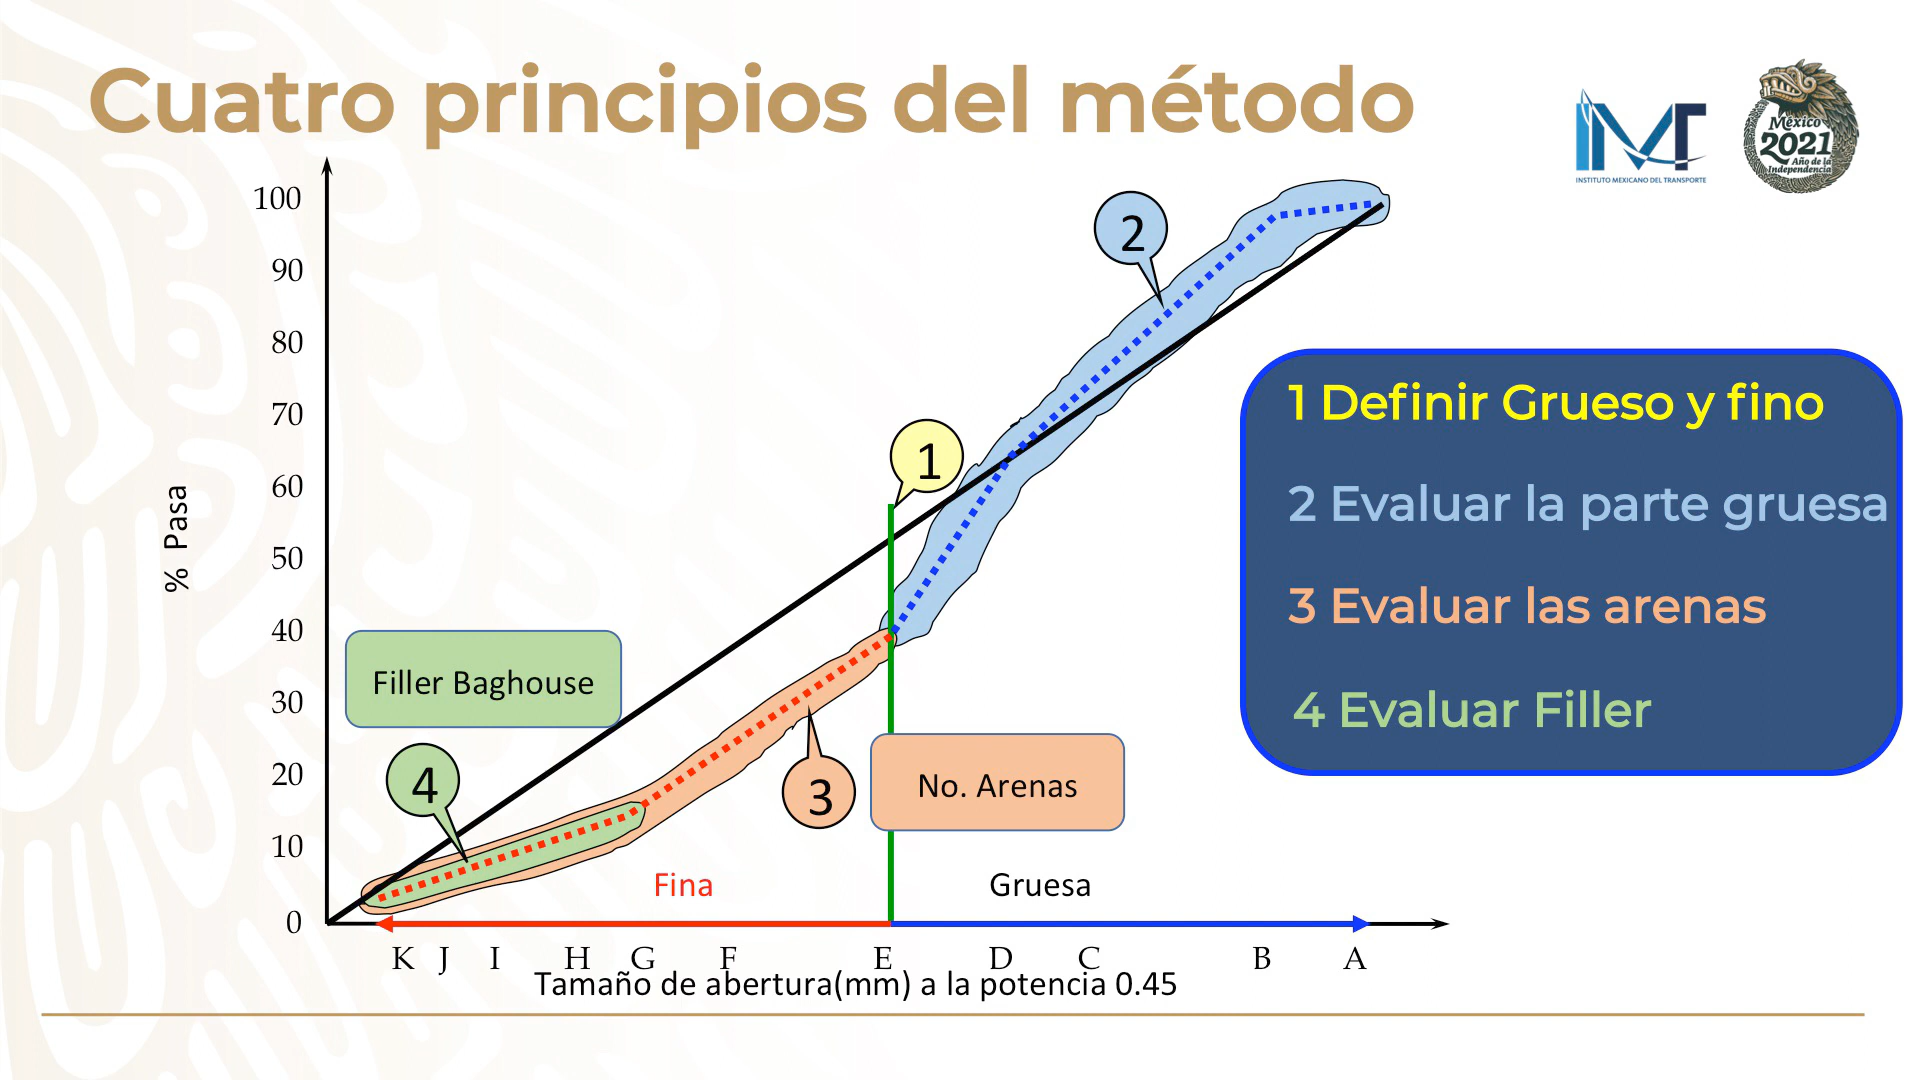 Cuatro principios del método
INSTITUTO MEXICANO DEL TRANSPORTE
México
2021
Año de la
Independencia
100
90
80
70
60
50
40
30
20
10
0
% Pasa
2
1
4
3
Filler Baghouse
No. Arenas
Fina
Gruesa
K J I H G F E D C B A
Tamaño de abertura(mm) a la potencia 0.45
1 Definir Grueso y fino
2 Evaluar la parte gruesa
3 Evaluar las arenas
4 Evaluar Filler